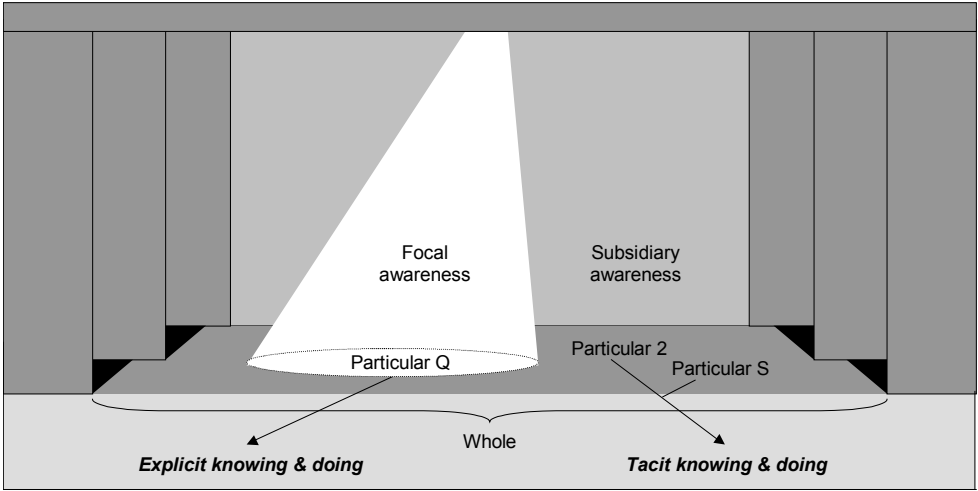 Focal
awareness
Subsidiary
awareness
Particular Q
Particular 2
Particular S
Whole
Explicit knowing & doing
Tacit knowing & doing